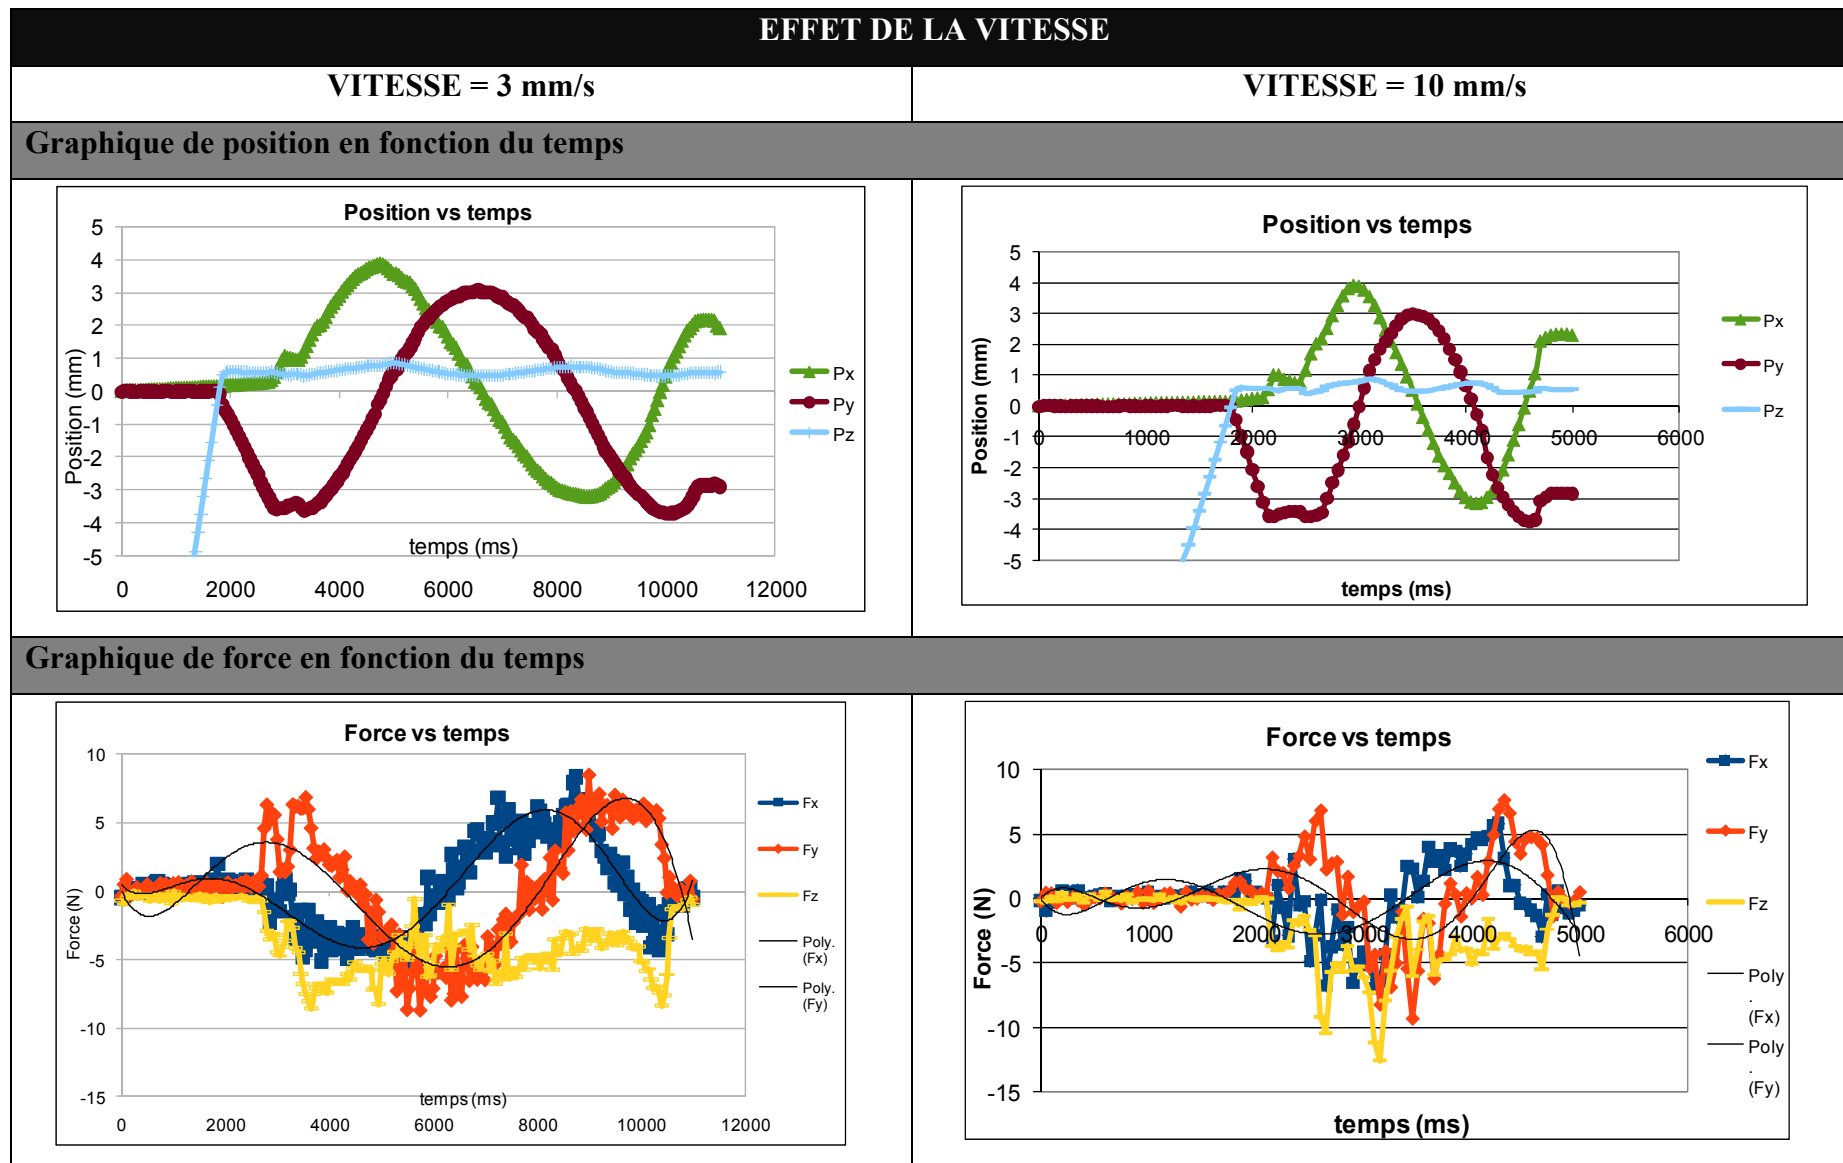 EFFET DE LA VITESSE
VITESSE = 3 mm/s
VITESSE = 10 mm/s
Graphique de position en fonction du temps
Position vs temps
5
4
3
2
1
0
-1
-2
-3
-4
-5
Position (mm)
temps (ms)
0 2000 4000 6000 8000 10000 12000
Px
Py
Pz
Position vs temps
5
4
3
2
1
0
-1
-2
-3
-4
-5
Position (mm)
0 1000 2000 3000 4000 5000 6000
temps (ms)
Px
Py
Pz
Graphique de force en fonction du temps
Force vs temps
10
5
0
-5
-10
-15
Force (N)
temps (ms)
0 2000 4000 6000 8000 10000 12000
Fx
Fy
Fz
Poly.
(Fx)
Poly.
(Fy)
Force vs temps
10
5
0
-5
-10
-15
Force (N)
0 1000 2000 3000 4000 5000 6000
temps (ms)
Fx
Fy
Fz
Poly
.
(Fx)
Poly
.
(Fy)